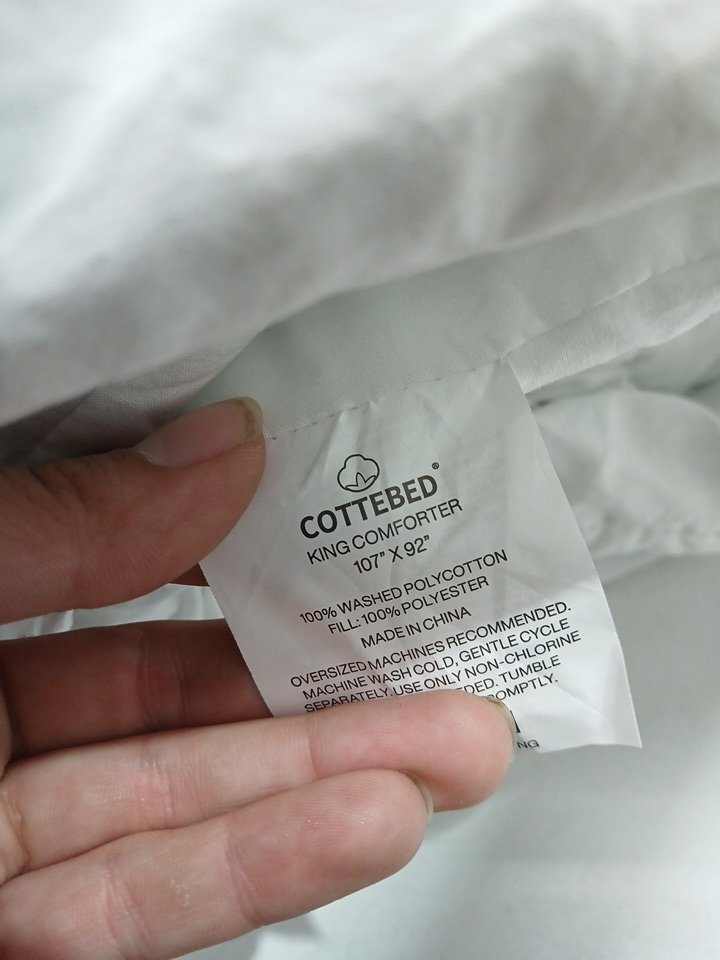 COTTEBED®
KING COMFORTER
107" X 92"
100% WASHED POLYCOTTON
FILL: 100% POLYESTER
MADE IN CHINA
OVERSIZED MACHINES RECOMMENDED.
MACHINE WASH COLD, GENTLE CYCLE
SEPARATELY. USE ONLY NON-CHLORINE
TUMBLE